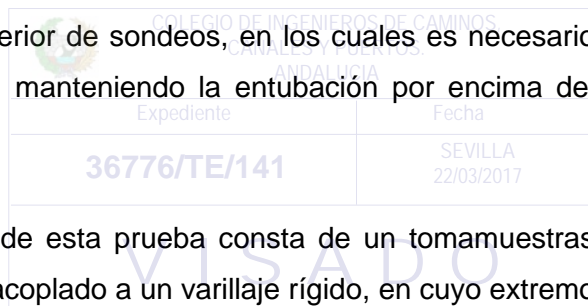 COLEGIO DE INGENIEROS DE CAMINOS
erior de sondeos, en los cuales es necesario
CANALES Y PUERTOS.
ANDALUCIA
manteniendo la entubación por encima de
Expediente Fecha
36776/TE/141 SEVILLA
22/03/2017
de esta prueba consta de un tomamuestras
VISADO
acoplado a un varillaje rígido, en cuyo extremo